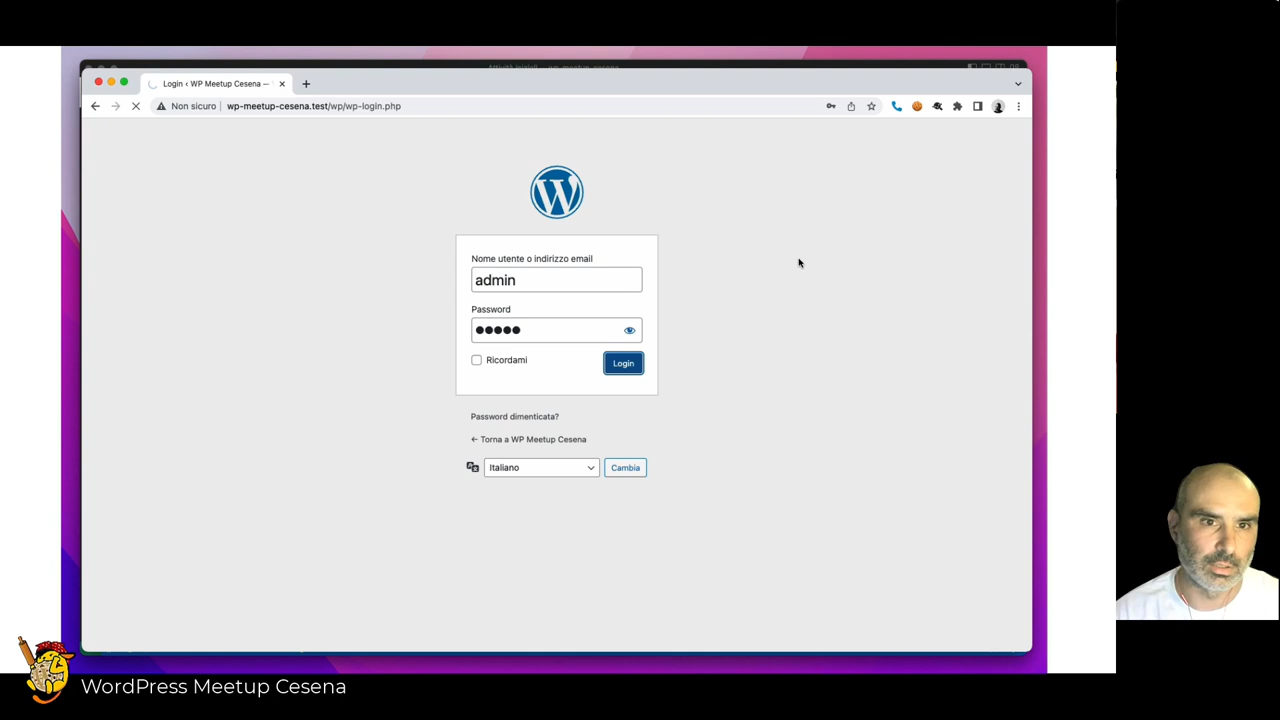 Login ‹ WP Meetup Cesena —
Non sicuro
wp-meetup-cesena.test/wp/wp-login.php
Nome utente o indirizzo email
admin
Password
Ricordami
Login
Password dimenticata?
← Torna a WP Meetup Cesena
Italiano
Cambia
WordPress Meetup Cesena